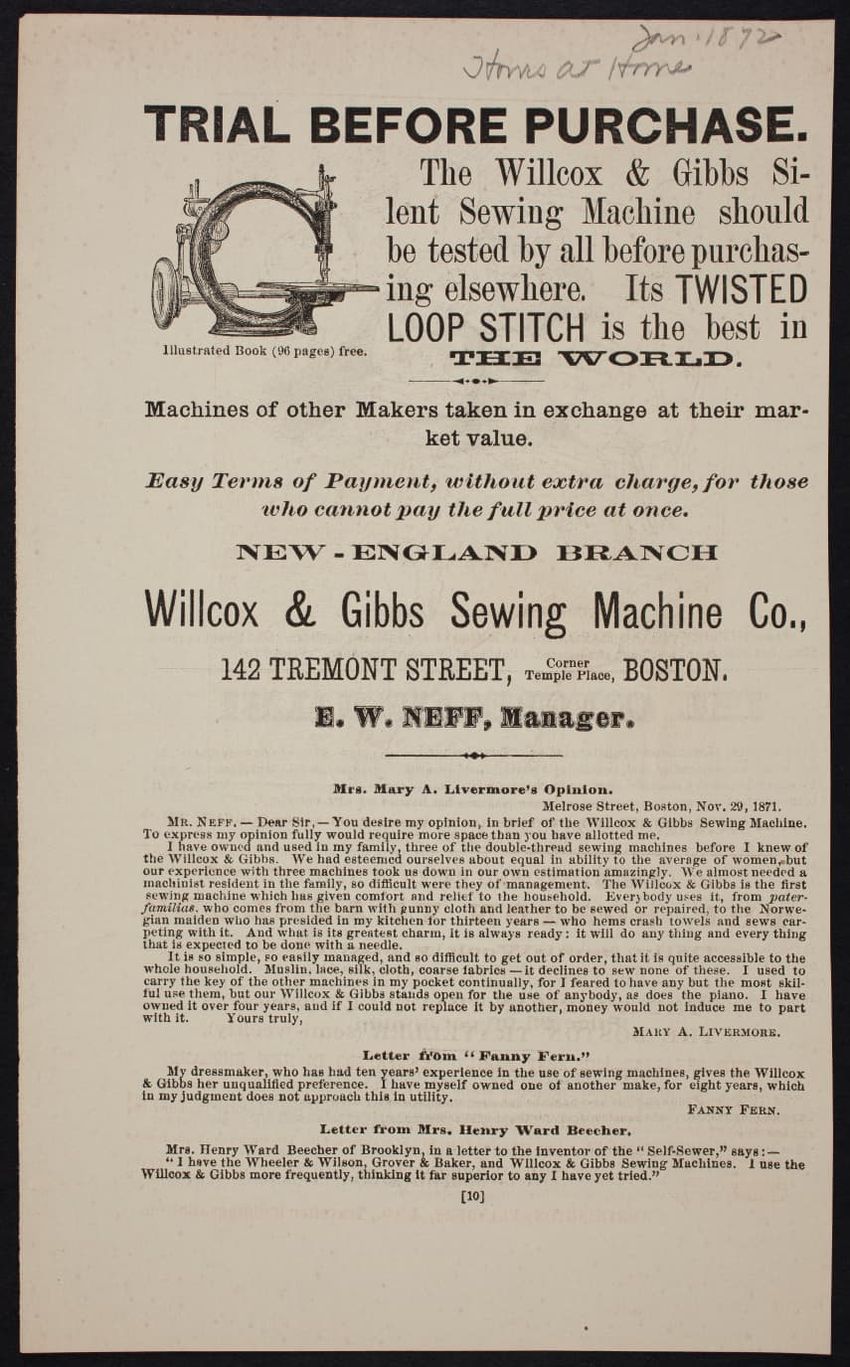 Jan. 1872
at Home
TRIAL BEFORE PURCHASE.
The Willcox & Gibbs Si-
lent Sewing Machine should
be tested by all before purchas-
ing elsewhere. Its TWISTED
LOOP STITCH is the best in
THE WORLD.
Illustrated Book (96 pages) free.
Machines of other Makers taken in exchange at their mar-
ket value.
Easy Terms of Payment, without extra charge, for those
who cannot pay the full price at once.
NEW-ENGLAND BRANCH
Willcox & Gibbs Sewing Machine Co.,
142 TREMONT STREET, Corner Temple Place, BOSTON.
E. W. NEFF, Manager.
Mrs. Mary A. Livermore's Opinion.
Melrose Street, Boston, Nov. 29, 1871.
MR. NEFF. — Dear Sir, — You desire my opinion, in brief of the Willcox & Gibbs Sewing Machine.
To express my opinion fully would require more space than you have allotted me.
I have owned and used in my family, three of the double-thread sewing machines before I knew of
the Willcox & Gibbs. We had esteemed ourselves about equal in ability to the average of women, but
our experience with three machines took us down in our own estimation amazingly. We almost needed a
machinist resident in the family, so difficult were they of management. The Willcox & Gibbs is the first
sewing machine which has given comfort and relief to the household. Everybody uses it, from pater-
familias, who comes from the barn with gunny cloth and leather to be sewed or repaired, to the Norwe-
gian maiden who has presided in my kitchen for thirteen years — who hems crash towels and sews car-
peting with it. And what is its greatest charm, it is always ready: it will do any thing and every thing
that is expected to be done with a needle.
It is so simple, so easily managed, and so difficult to get out of order, that it is quite accessible to the
whole household. Muslin, lace, silk, cloth, coarse fabrics — it declines to sew none of these. I used to
carry the key of the other machines in my pocket continually, for I feared to have any but the most skil-
ful use them, but our Willcox & Gibbs stands open for the use of anybody, as does the piano. I have
owned it over four years, and if I could not replace it by another, money would not induce me to part
with it. Yours truly,
MARY A. LIVERMORE.
Letter from "Fanny Fern."
My dressmaker, who has had ten years' experience in the use of sewing machines, gives the Willcox
& Gibbs her unqualified preference. I have myself owned one of another make, for eight years, which
in my judgment does not approach this in utility.
FANNY FERN.
Letter from Mrs. Henry Ward Beecher.
Mrs. Henry Ward Beecher of Brooklyn, in a letter to the inventor of the "Self-Sewer," says:—
"I have the Wheeler & Wilson, Grover & Baker, and Willcox & Gibbs Sewing Machines. I use the
Willcox & Gibbs more frequently, thinking it far superior to any I have yet tried."
[10]